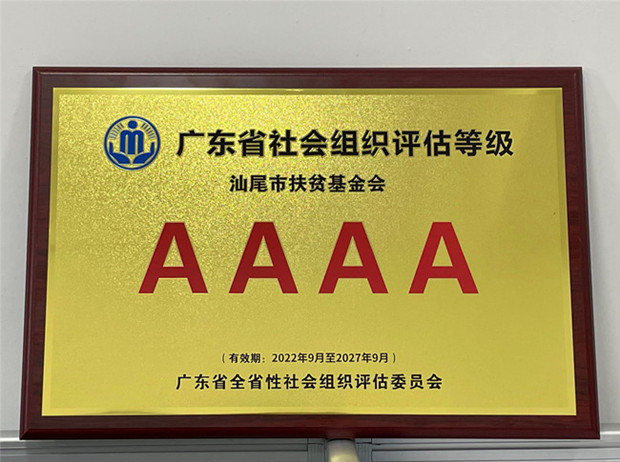 广东省社会组织评估等级
汕尾市扶贫基金会
AAAA
（有效期：2022年9月至2027年9月）
广东省全省性社会组织评估委员会